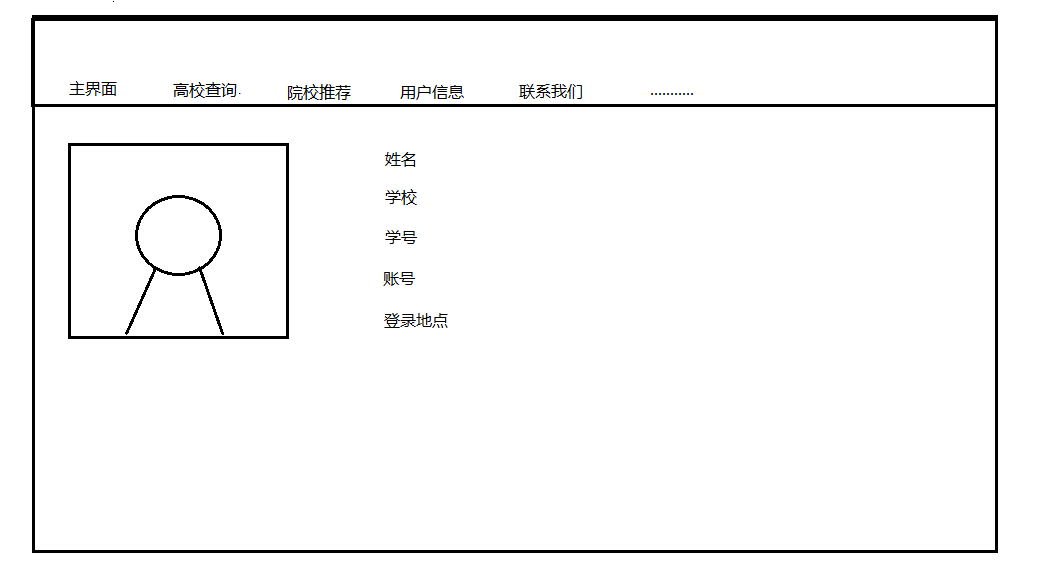 主界面 高校查询. 院校推荐 用户信息 联系我们 ...........
姓名
学校
学号
账号
登录地点